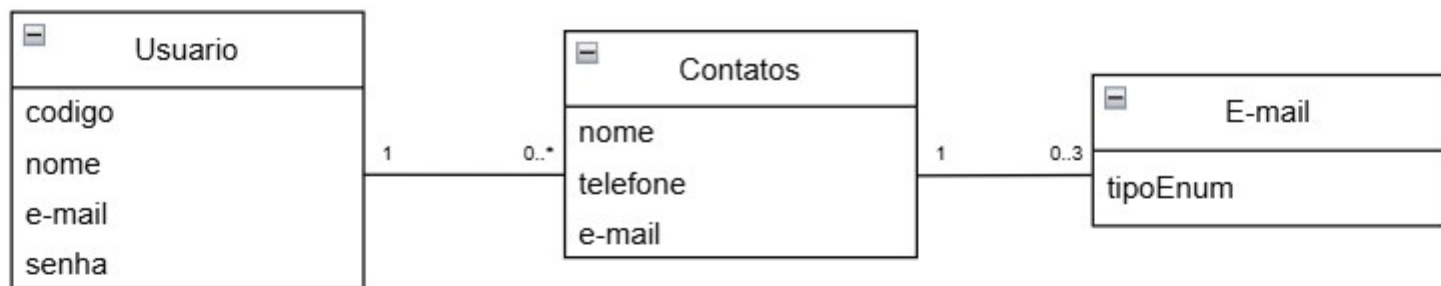 Usuario
codigo
nome
e-mail
senha
1
0..*
Contatos
nome
telefone
e-mail
1
0..3
E-mail
tipoEnum